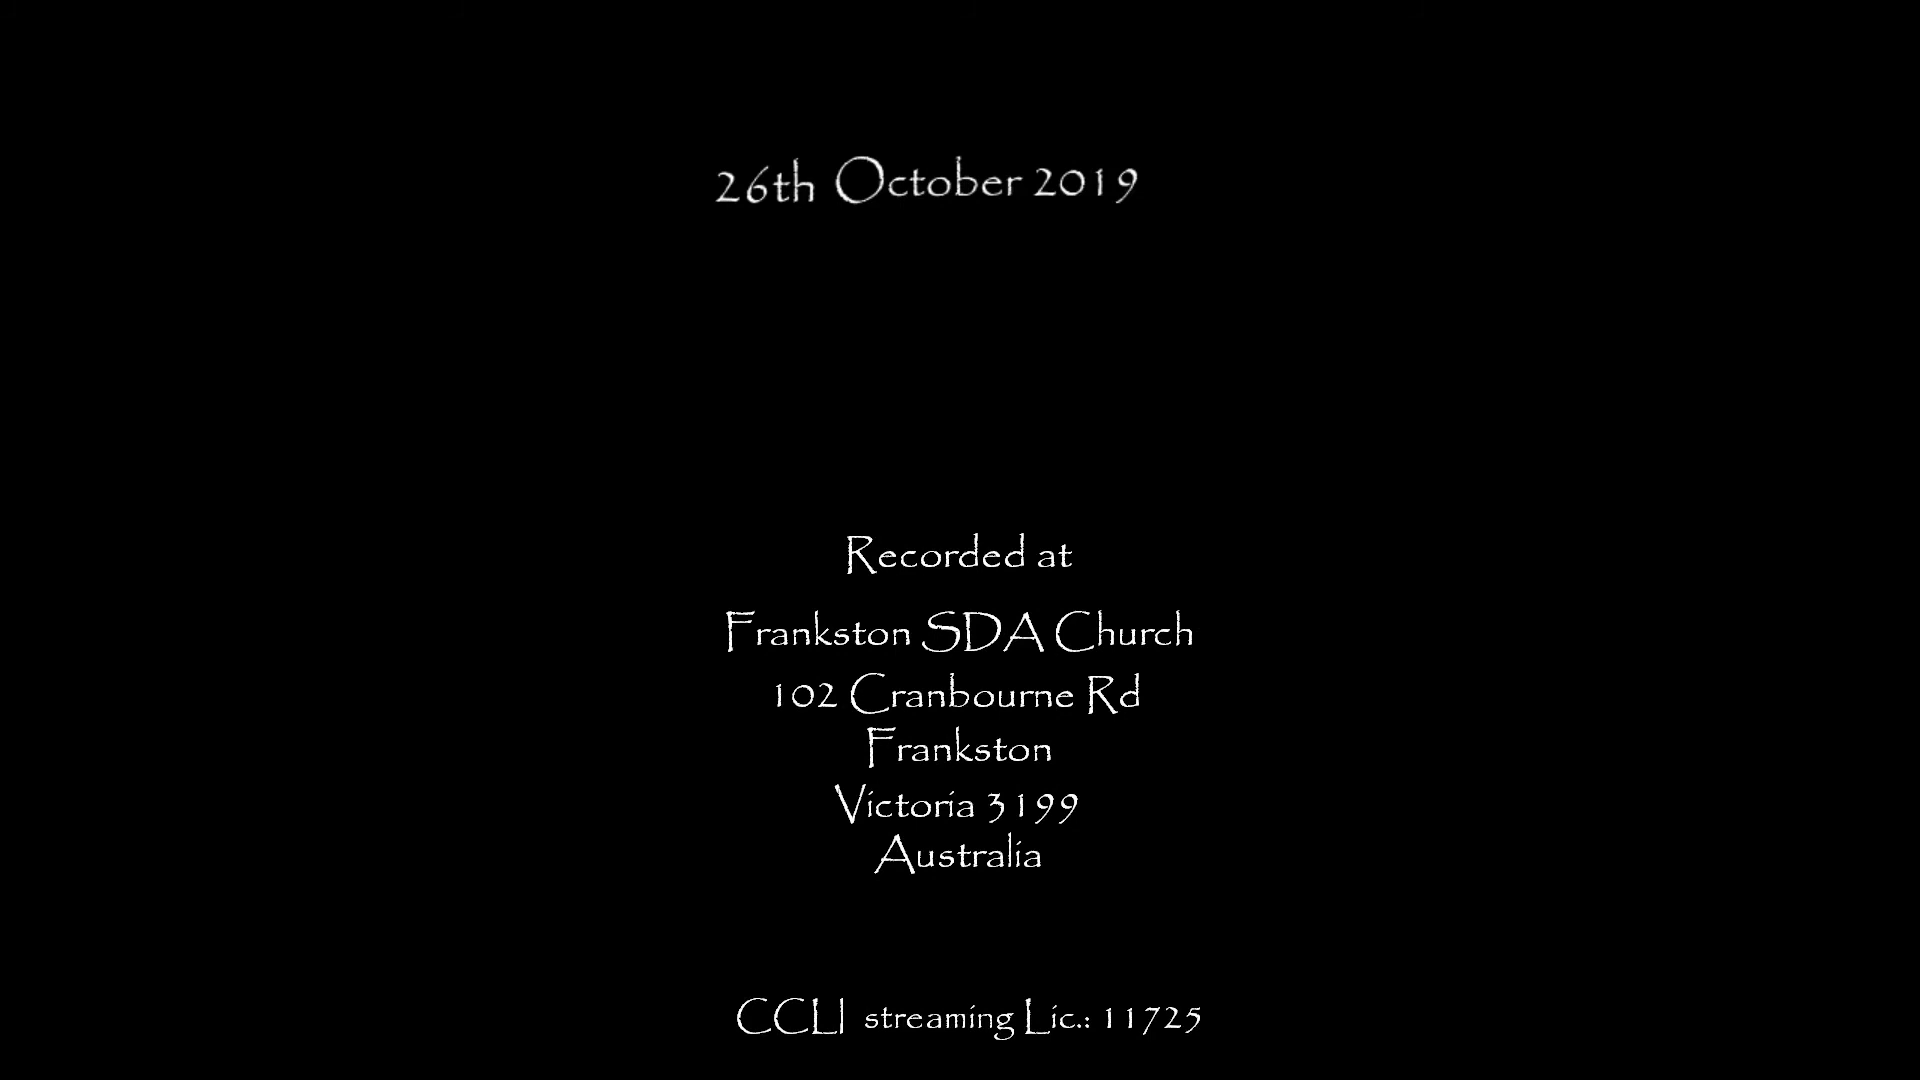 26th October 2019
Recorded at
Frankston SDA Church
102 Cranbourne Rd
Frankston
Victoria 3199
Australia
CCLI streaming Lic.: 11725